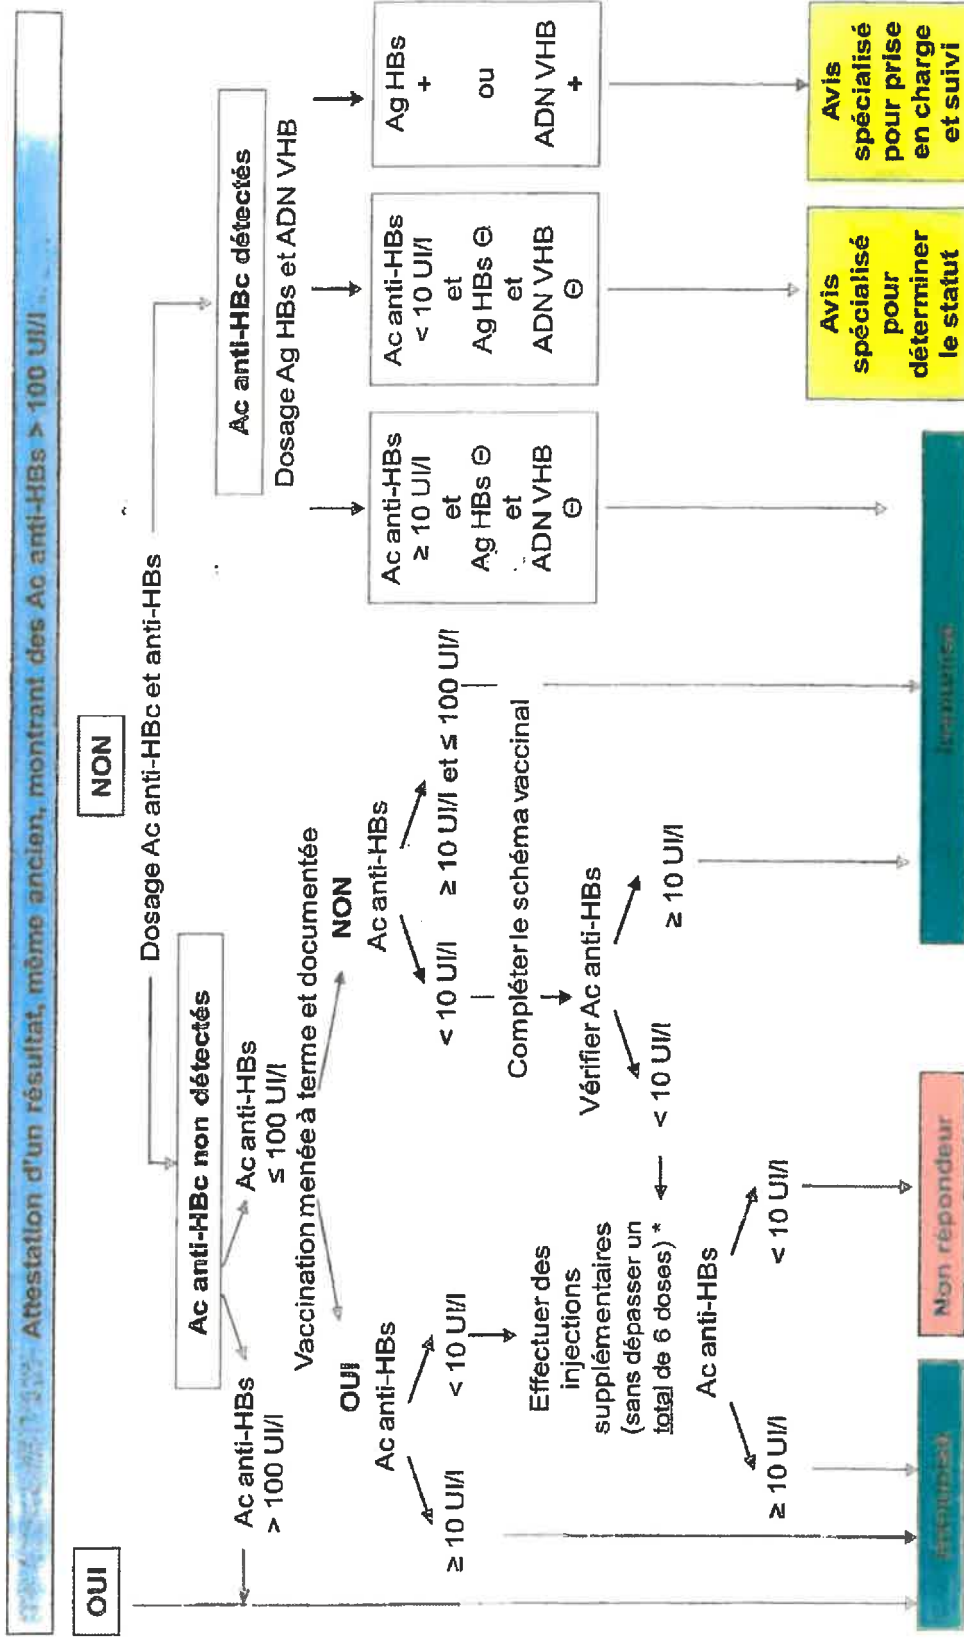 Attestation d'un résultat, même ancien, montrant des Ac anti-HBs > 100 UI/l
OUI
NON
Dosage Ac anti-HBc et anti-HBs
Ac anti-HBc non détectés
Ac anti-HBc détectés
Dosage Ag HBs et ADN VHB
Ac anti-HBs
> 100 UI/l
Ac anti-HBs
≤ 100 UI/l
Vaccination menée à terme et documentée
OUI
Ac anti-HBs
≥ 10 UI/l
< 10 UI/l
NON
Ac anti-HBs
< 10 UI/l
≥ 10 UI/l et ≤ 100 UI/l
Compléter le schéma vaccinal
Vérifier Ac anti-HBs
< 10 UI/l
≥ 10 UI/l
Effectuer des
injections
supplémentaires
(sans dépasser un
total de 6 doses) *
Ac anti-HBs
≥ 10 UI/l
< 10 UI/l
Ac anti-HBs
≥ 10 UI/l
et
Ag HBs ⊖
et
ADN VHB
⊖
Ac anti-HBs
< 10 UI/l
et
Ag HBs ⊖
et
ADN VHB
⊖
Ag HBs
+
ou
ADN VHB
+
Non répondeur
Immunisé
Avis
spécialisé
pour
déterminer
le statut
Avis
spécialisé
pour prise
en charge
et suivi